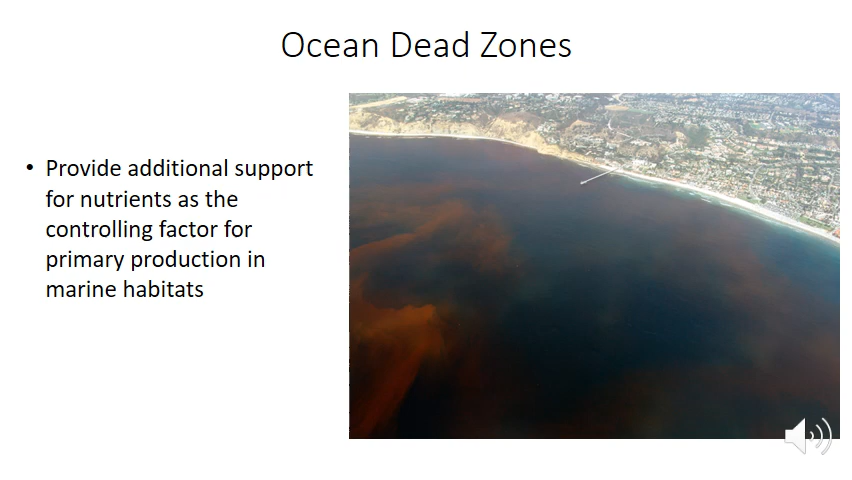 Ocean Dead Zones
• Provide additional support
for nutrients as the
controlling factor for
primary production in
marine habitats